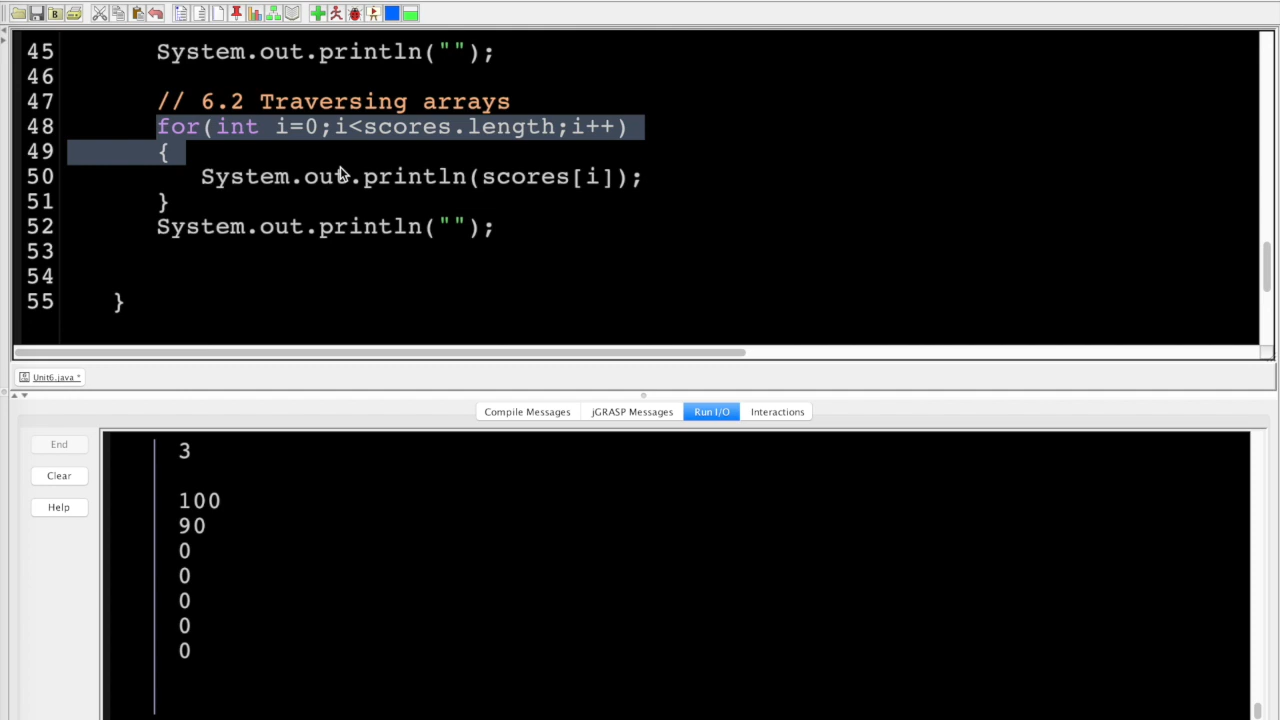 45 System.out.println("");
46
47 // 6.2 Traversing arrays
48 for(int i=0;i<scores.length;i++)
49 {
50 System.out.println(scores[i]);
51 }
52 System.out.println("");
53
54
55 }
Unit6.java *
Compile Messages jGRASP Messages Run I/O Interactions
End
Clear
Help
3
100
90
0
0
0
0
0